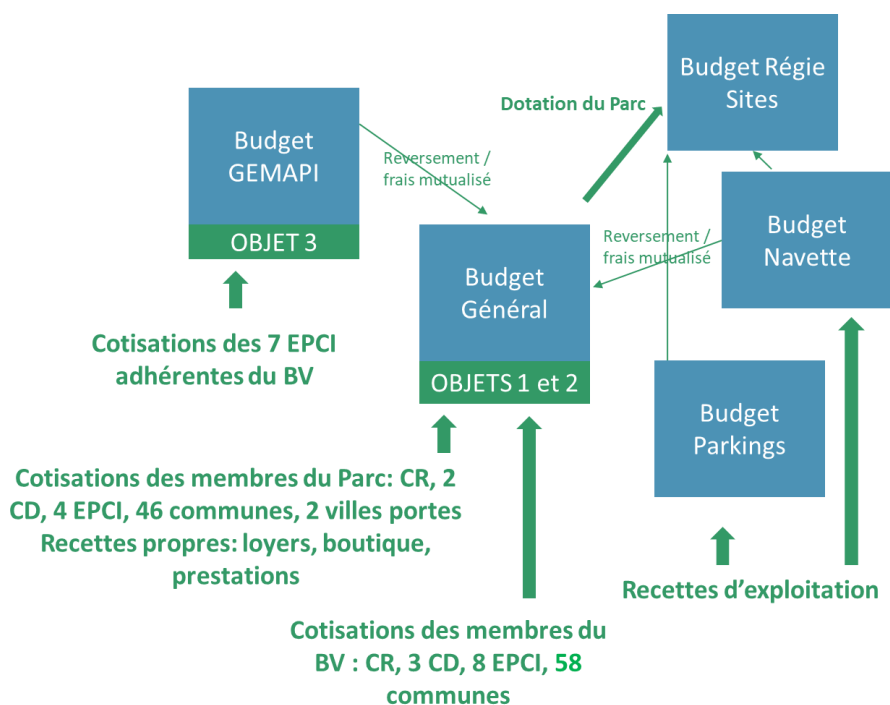 Budget Régie
Sites
Dotation du Parc
Budget
GEMAPI
OBJET 3
Reversement /
frais mutualisé
Budget
Navette
Reversement /
frais mutualisé
Budget
Général
OBJETS 1 et 2
Cotisations des 7 EPCI
adhérentes du BV
Budget
Parkings
Cotisations des membres du Parc: CR, 2
CD, 4 EPCI, 46 communes, 2 villes portes
Recettes propres: loyers, boutique,
prestations
Recettes d’exploitation
Cotisations des membres du
BV : CR, 3 CD, 8 EPCI, 58
communes